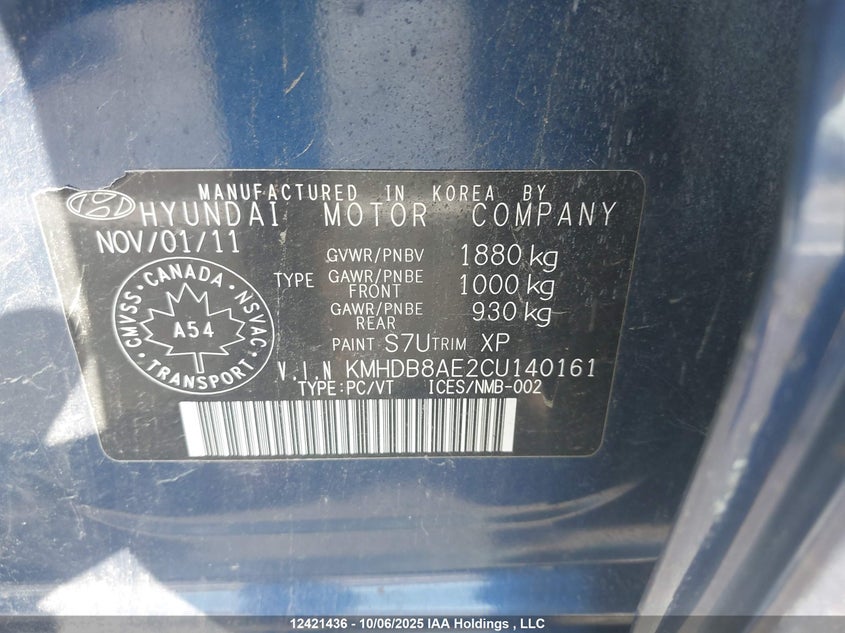 MANUFACTURED IN KOREA BY
HYUNDAI MOTOR COMPANY
NOV/01/11
GVWR/PNBV 1880 kg
TYPE GAWR/PNBE FRONT 1000 kg
GAWR/PNBE REAR 930 kg
PAINT S7U TRIM XP
CANADA
CMVSS NSVAC
A54
TRANSPORT
V.I.N KMHDB8AE2CU140161
TYPE:PC/VT ICES/NMB-002
12421436 - 10/06/2025 IAA Holdings , LLC